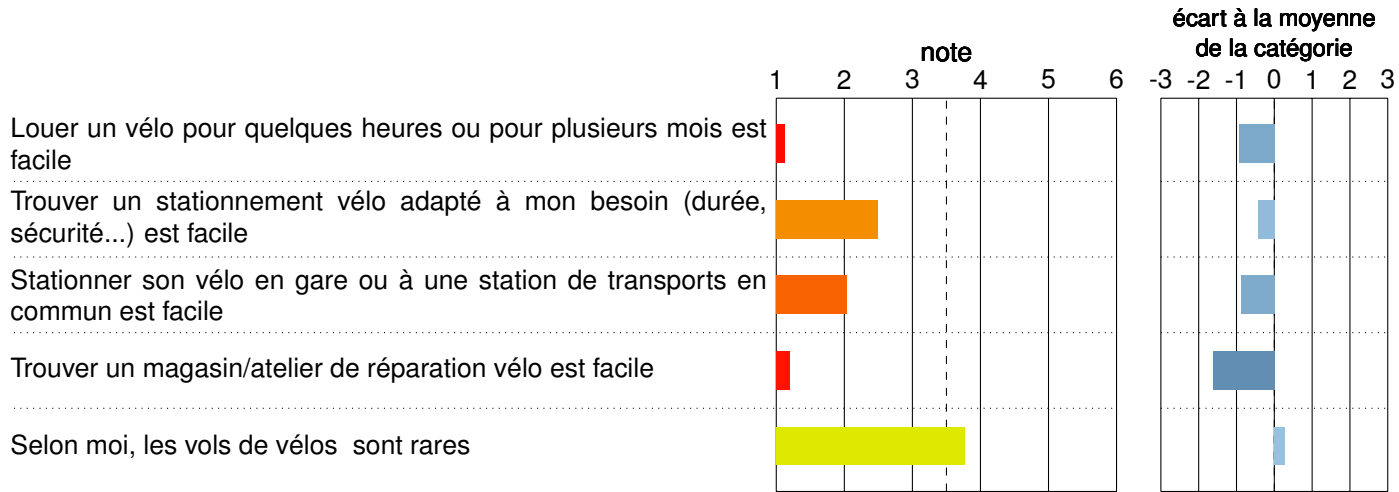 écart à la moyenne
de la catégorie
note
1 2 3 4 5 6
-3 -2 -1 0 1 2 3
Louer un vélo pour quelques heures ou pour plusieurs mois est
facile
Trouver un stationnement vélo adapté à mon besoin (durée,
sécurité...) est facile
Stationner son vélo en gare ou à une station de transports en
commun est facile
Trouver un magasin/atelier de réparation vélo est facile
Selon moi, les vols de vélos sont rares